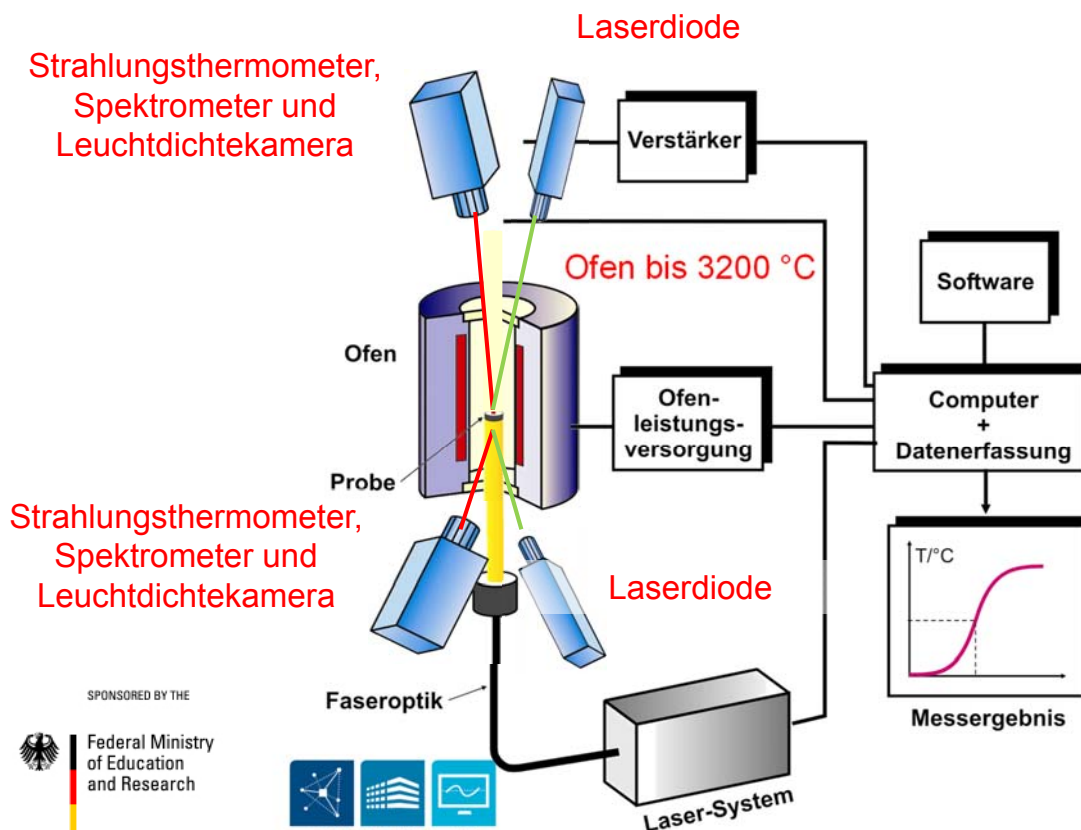 Laserdiode
Strahlungsthermometer,
Spektrometer und
Leuchtdichtekamera
Verstärker
Ofen bis 3200 °C
Software
Ofen
Ofen-
leistungs-
versorgung
Computer
+
Datenerfassung
Probe
Strahlungsthermometer,
Spektrometer und
Leuchtdichtekamera
T/°C
Laserdiode
SPONSORED BY THE
Faseroptik
Messergebnis
Federal Ministry
of Education
and Research
Laser-System